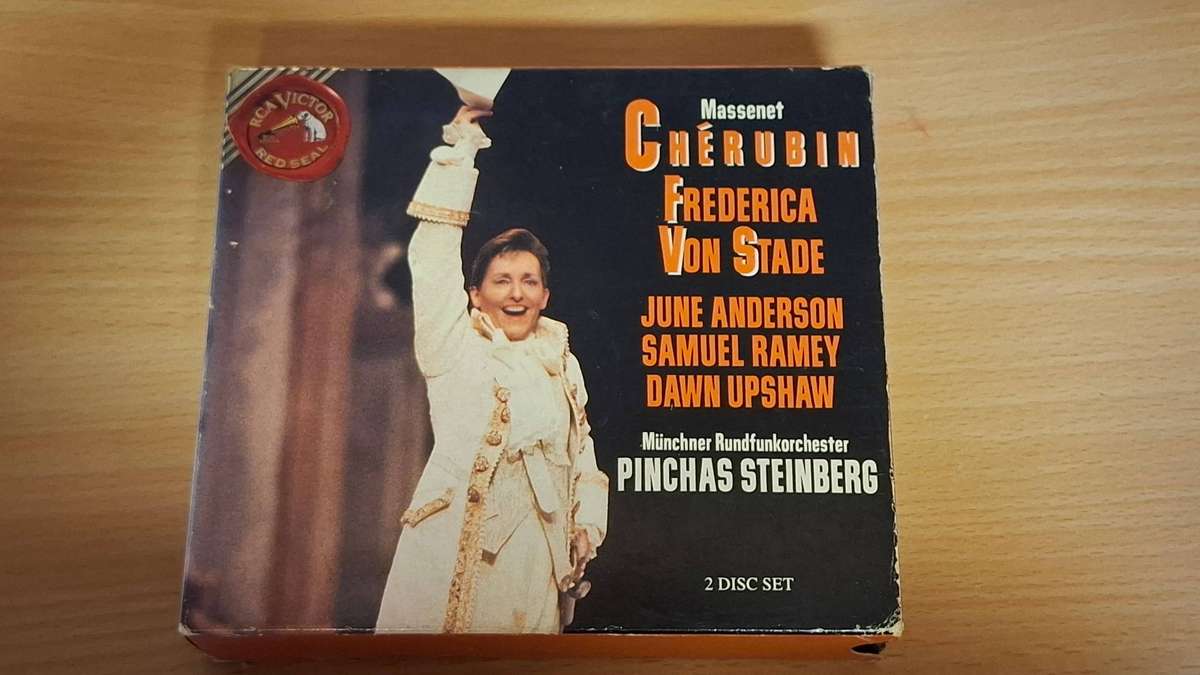 RCA VICTOR
RED SEAL
Massenet
CHÉRUBIN
FREDERICA
VON STADE
JUNE ANDERSON
SAMUEL RAMEY
DAWN UPSHAW
Münchner Rundfunkorchester
PINCHAS STEINBERG
2 DISC SET